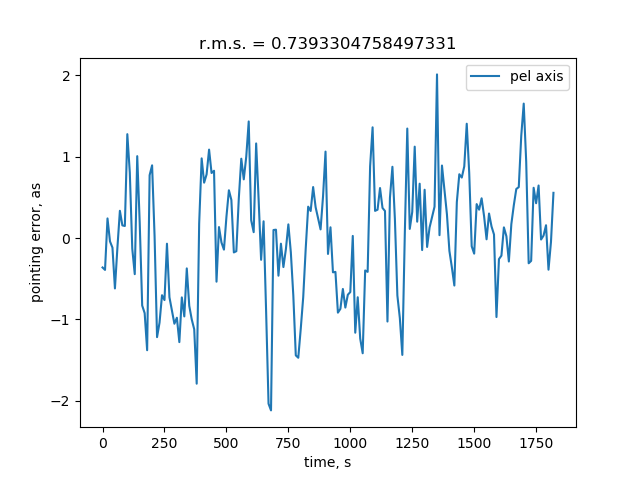 r.m.s. = 0.7393304758497331
pel axis
pointing error, as
2
1
0
−1
−2
0 250 500 750 1000 1250 1500 1750
time, s